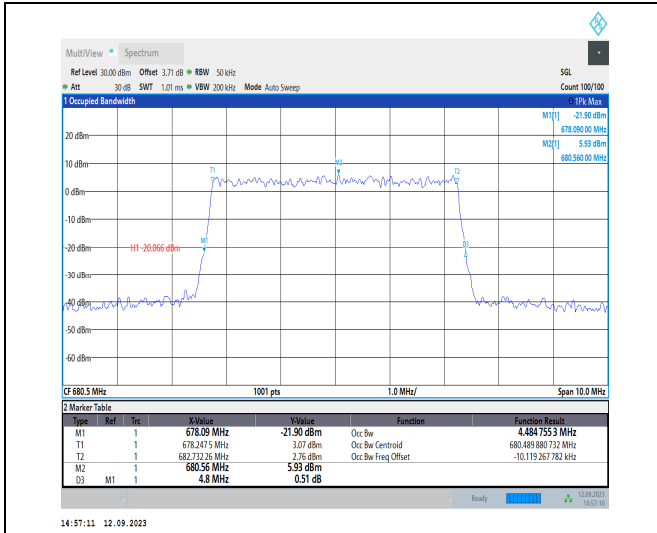 MultiView Spectrum
Ref Level 30.00 dBm Offset 3.71 dB RBW 50 kHz SGL
Att 30 dB SWT 1.01 ms VBW 200 kHz Mode Auto Sweep Count 100/100
1 Occupied Bandwidth 1Pk Max
M1[1] -21.90 dBm
678.090 00 MHz
M2[1] 5.93 dBm
680.560 00 MHz
20 dBm
10 dBm
T1 M2 T2
0 dBm
-10 dBm
M1 D3
-20 dBm H1 -20.066 dBm
-30 dBm
-40 dBm
-50 dBm
-60 dBm
CF 680.5 MHz 1001 pts 1.0 MHz/ Span 10.0 MHz
2 Marker Table
Type Ref Trc X-Value Y-Value Function Function Result
M1 1 678.09 MHz -21.90 dBm Occ Bw 4.484 755 3 MHz
T1 1 678.247 5 MHz 3.07 dBm Occ Bw Centroid 680.489 880 732 MHz
T2 1 682.732 26 MHz 2.76 dBm Occ Bw Freq Offset -10.119 267 782 kHz
M2 1 680.56 MHz 5.93 dBm
D3 M1 1 4.8 MHz 0.51 dB
Ready 12.09.2023
14:57:10
14:57:11 12.09.2023